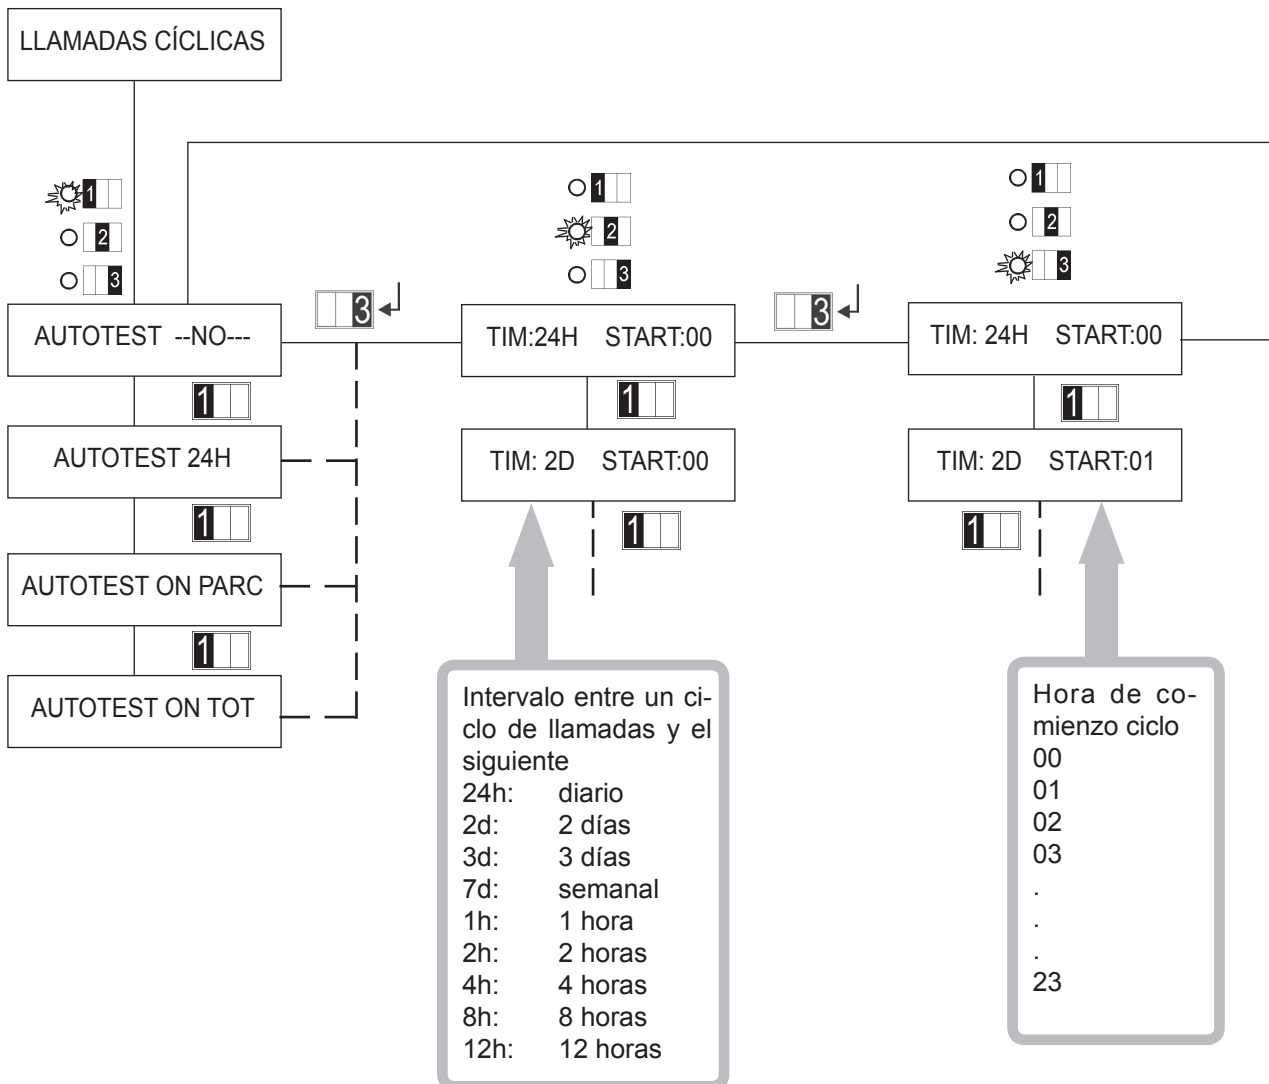 LLAMADAS CÍCLICAS
1
2
3
AUTOTEST --NO---
3
1
AUTOTEST 24H
1
AUTOTEST ON PARC
1
AUTOTEST ON TOT
1
2
3
TIM:24H START:00
3
1
TIM: 2D START:00
1
Intervalo entre un ci-
clo de llamadas y el
siguiente
24h: diario
2d: 2 días
3d: 3 días
7d: semanal
1h: 1 hora
2h: 2 horas
4h: 4 horas
8h: 8 horas
12h: 12 horas
1
2
3
TIM: 24H START:00
1
TIM: 2D START:01
1
Hora de co-
mienzo ciclo
00
01
02
03
.
.
.
23